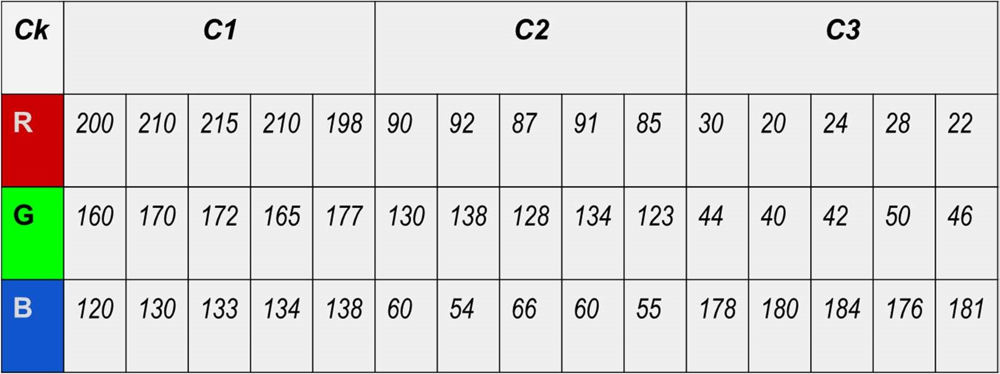 Ck C1 C2 C3
R 200 210 215 210 198 90 92 87 91 85 30 20 24 28 22
G 160 170 172 165 177 130 138 128 134 123 44 40 42 50 46
B 120 130 133 134 138 60 54 66 60 55 178 180 184 176 181